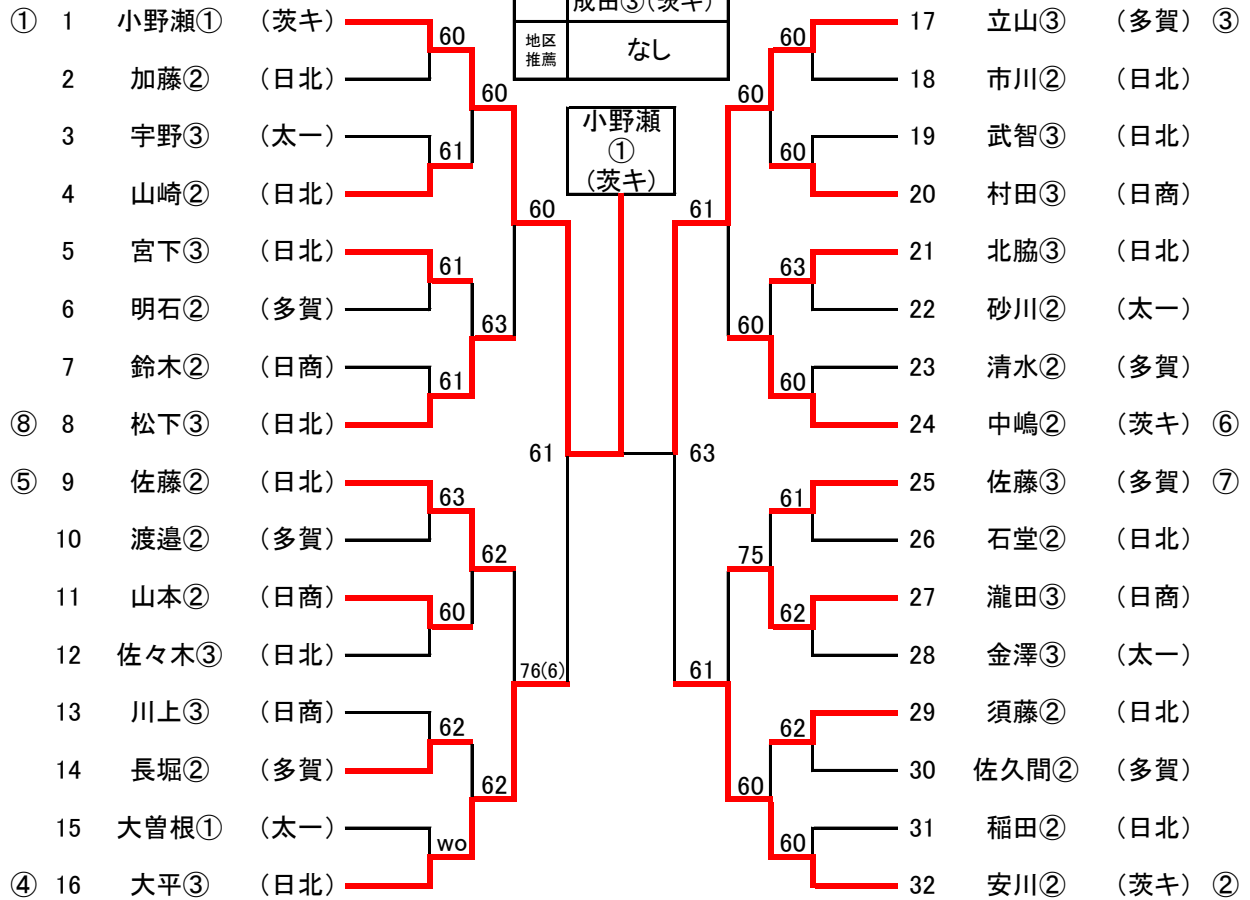 成田③(茨キ)
地区推薦 なし
小野瀬
①
(茨キ)
① 1 小野瀬① (茨キ)
2 加藤② (日北)
3 宇野③ (太一)
4 山崎② (日北)
5 宮下③ (日北)
6 明石② (多賀)
7 鈴木② (日商)
⑧ 8 松下③ (日北)
⑤ 9 佐藤② (日北)
10 渡邉② (多賀)
11 山本② (日商)
12 佐々木③ (日北)
13 川上③ (日商)
14 長堀② (多賀)
15 大曽根① (太一)
④ 16 大平③ (日北)
60
61
61
61
63
60
62
wo
60
63
62
62
60
76(6)
61
63
61
61
60
60
75
60
60
60
63
60
61
62
62
60
17 立山③ (多賀) ③
18 市川② (日北)
19 武智③ (日北)
20 村田③ (日商)
21 北脇③ (日北)
22 砂川② (太一)
23 清水② (多賀)
24 中嶋② (茨キ) ⑥
25 佐藤③ (多賀) ⑦
26 石堂② (日北)
27 瀧田③ (日商)
28 金澤③ (太一)
29 須藤② (日北)
30 佐久間② (多賀)
31 稲田② (日北)
32 安川② (茨キ) ②